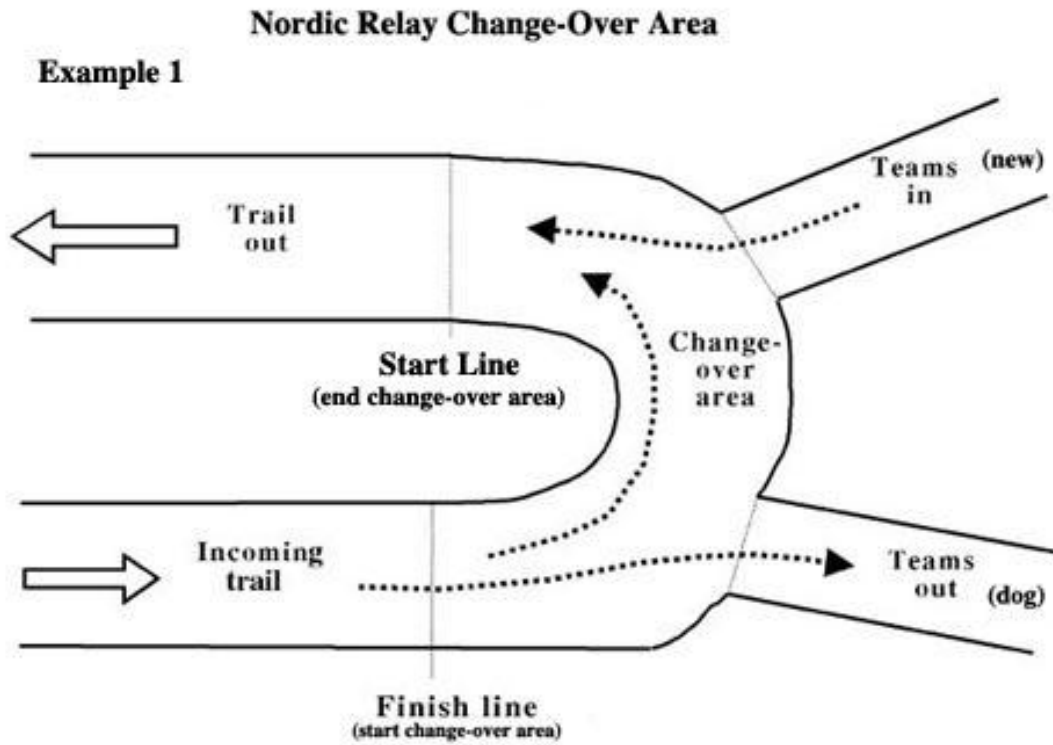 Nordic Relay Change-Over Area
Example 1
Teams
in
(new)
Trail
out
Change-
over
area
Start Line
(end change-over area)
Incoming
trail
Teams
out
(dog)
Finish line
(start change-over area)